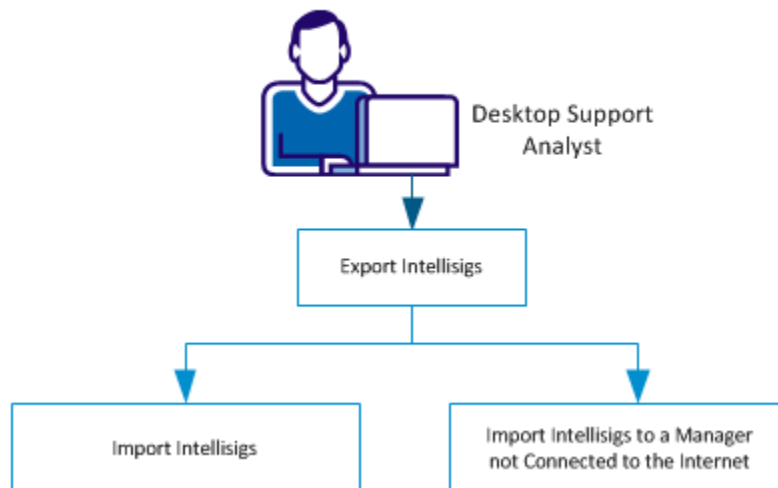 Desktop Support
Analyst
Export Intellisigs
Import Intellisigs
Import Intellisigs to a Manager
not Connected to the Internet